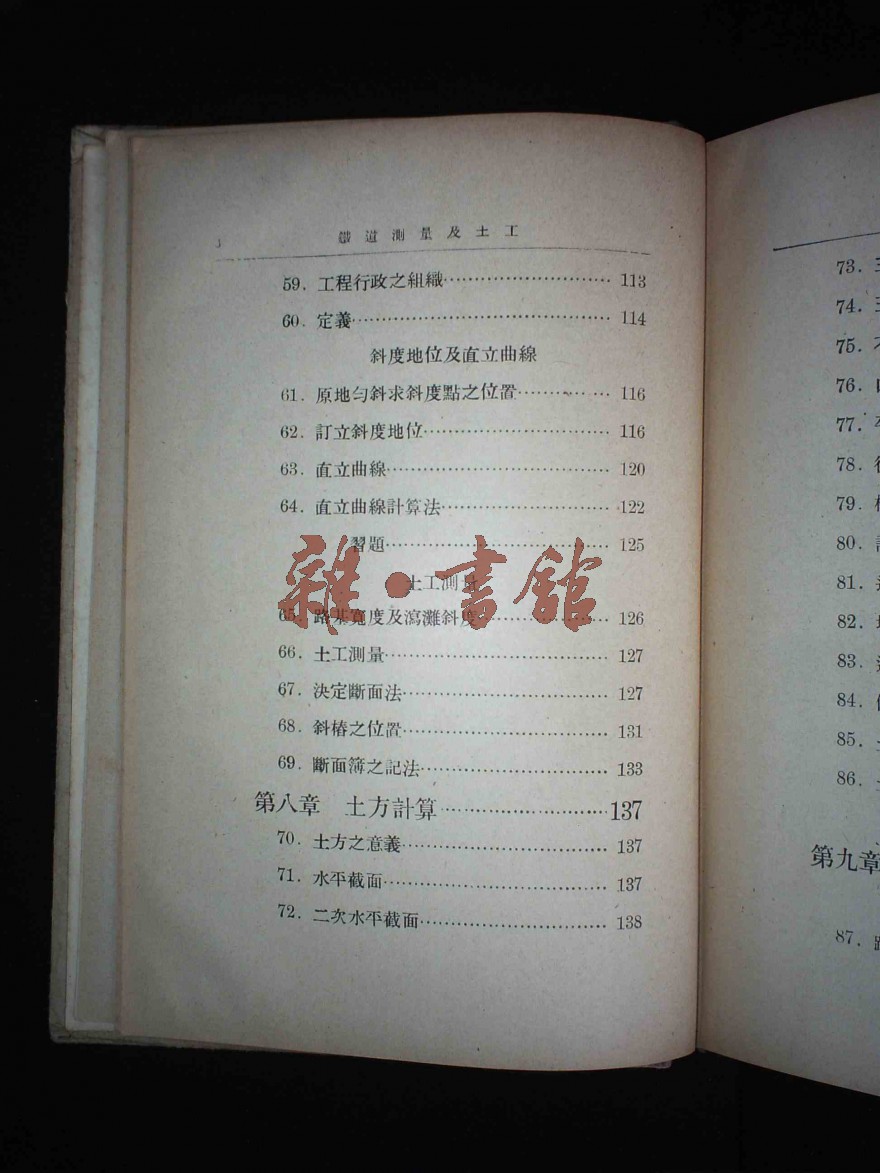 鐵道測量及土工
59. 工程行政之組織 113
60. 定義 114
斜度地位及直立曲線
61. 原地勻斜求斜度點之位置 116
62. 訂立斜度地位 116
63. 直立曲線 120
64. 直立曲線計算法 122
習題 125
土工測量
65. 路基寬度及瀉灘斜度 126
66. 土工測量 127
67. 決定斷面法 127
68. 斜樁之位置 131
69. 斷面簿之記法 133
第八章 土方計算 137
70. 土方之意義 137
71. 水平截面 137
72. 二次水平截面 138
雜·書館
73.
74.
75.
76.
77.
78.
79.
80.
81.
82.
83.
84.
85.
86.
第九章
87.